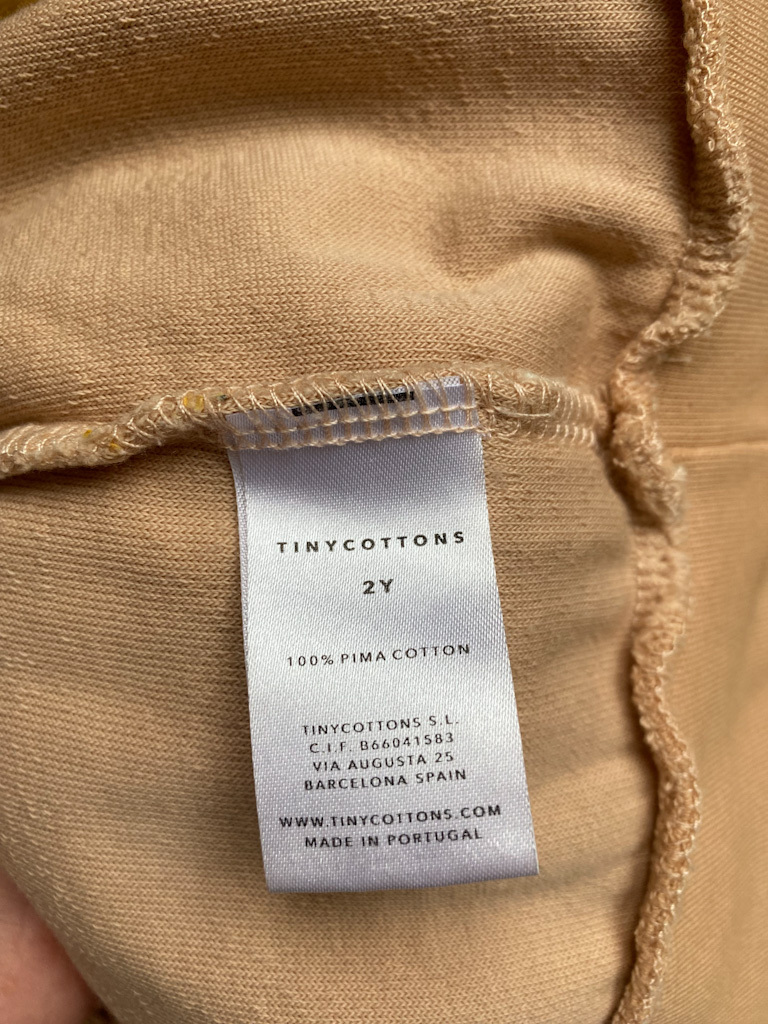 TINYCOTTONS
2Y
100% PIMA COTTON
TINYCOTTONS S.L.
C.I.F. B66041583
VIA AUGUSTA 25
BARCELONA SPAIN
WWW.TINYCOTTONS.COM
MADE IN PORTUGAL